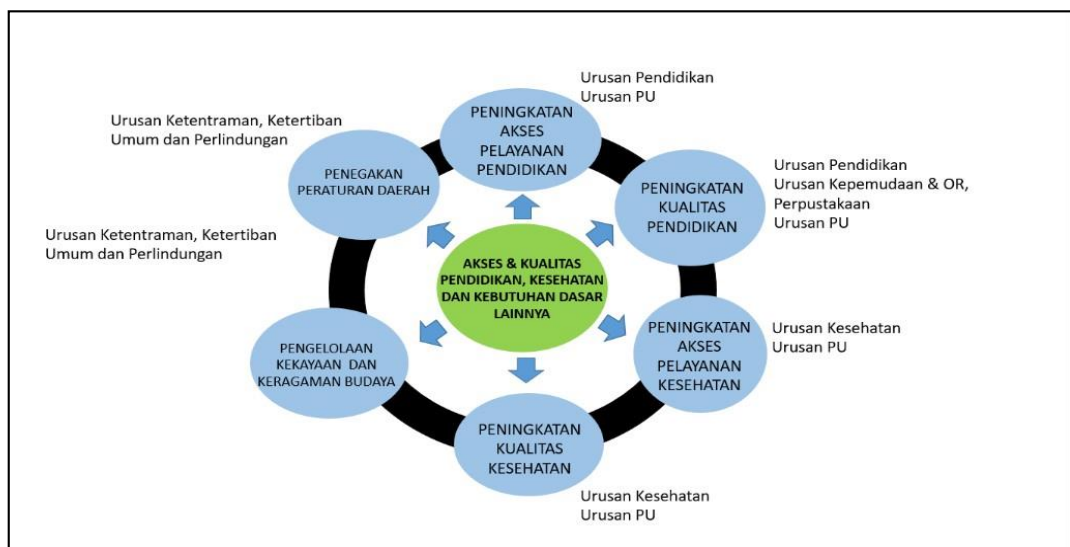 Urusan Pendidikan
Urusan PU
PENINGKATAN
AKSES
PELAYANAN
PENDIDIKAN
Urusan Ketentraman, Ketertiban
Umum dan Perlindungan
PENEGAKAN
PERATURAN DAERAH
Urusan Pendidikan
Urusan Kepemudaan & OR,
Perpustakaan
Urusan PU
PENINGKATAN
KUALITAS
PENDIDIKAN
Urusan Ketentraman, Ketertiban
Umum dan Perlindungan
AKSES & KUALITAS
PENDIDIKAN, KESEHATAN
DAN KEBUTUHAN DASAR
LAINNYA
PENGELOLAAN
KEKAYAAN DAN
KERAGAMAN BUDAYA
PENINGKATAN
AKSES
PELAYANAN
KESEHATAN
Urusan Kesehatan
Urusan PU
PENINGKATAN
KUALITAS
KESEHATAN
Urusan Kesehatan
Urusan PU